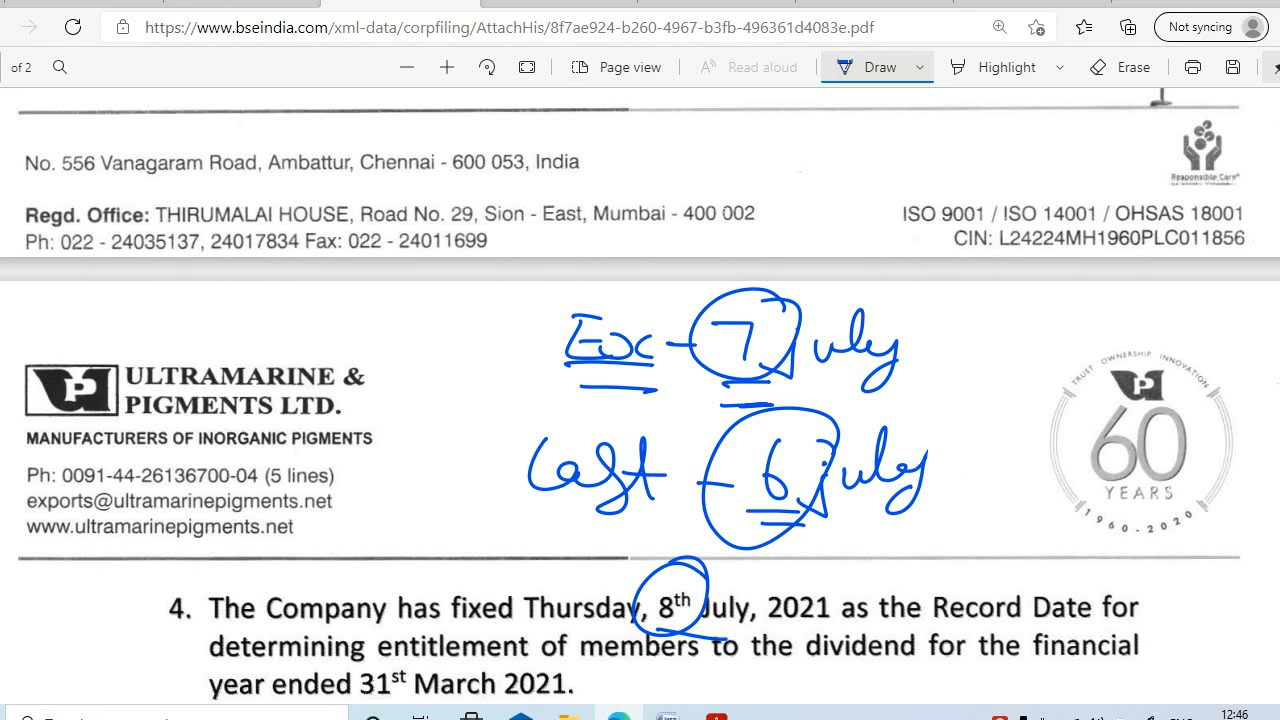 https://www.bseindia.com/xml-data/corpfiling/AttachHis/8f7ae924-b260-4967-b3fb-496361d4083e.pdf
Not syncing
of 2
Page view
Read aloud
Draw
Highlight
Erase
No. 556 Vanagaram Road, Ambattur, Chennai - 600 053, India
Responsible Care®
Regd. Office: THIRUMALAI HOUSE, Road No. 29, Sion - East, Mumbai - 400 002
ISO 9001 / ISO 14001 / OHSAS 18001
Ph: 022 - 24035137, 24017834 Fax: 022 - 24011699
CIN: L24224MH1960PLC011856
Ex - 7 July
Last - 6 July
ULTRAMARINE &
PIGMENTS LTD.
MANUFACTURERS OF INORGANIC PIGMENTS
Ph: 0091-44-26136700-04 (5 lines)
exports@ultramarinepigments.net
www.ultramarinepigments.net
TRUST OWNERSHIP INNOVATION
60
YEARS
1960-2020
4. The Company has fixed Thursday, 8th July, 2021 as the Record Date for
determining entitlement of members to the dividend for the financial
year ended 31st March 2021.
12:46